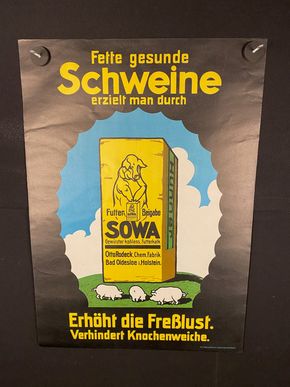 Fette gesunde
Schweine
erzielt man durch
Futter Beigabe
SOWA
Gewürzter kohlens. Futterkalk
Otto Rodeck, Chem. Fabrik
Bad Oldesloe i. Holstein.
Erhöht die Freßlust.
Verhindert Knochenweiche.